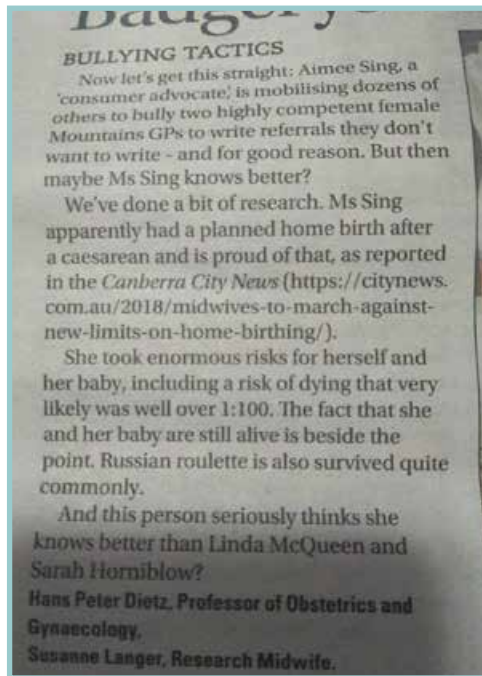 BULLYING TACTICS
Now let's get this straight: Aimee Sing, a
'consumer advocate', is mobilising dozens of
others to bully two highly competent female
Mountains GPs to write referrals they don't
want to write - and for good reason. But then
maybe Ms Sing knows better?
We've done a bit of research. Ms Sing
apparently had a planned home birth after
a caesarean and is proud of that, as reported
in the Canberra City News (https://citynews.
com.au/2018/midwives-to-march-against-
new-limits-on-home-birthing/).
She took enormous risks for herself and
her baby, including a risk of dying that very
likely was well over 1:100. The fact that she
and her baby are still alive is beside the
point. Russian roulette is also survived quite
commonly.
And this person seriously thinks she
knows better than Linda McQueen and
Sarah Horniblow?
Hans Peter Dietz, Professor of Obstetrics and
Gynaecology,
Susanne Langer, Research Midwife.